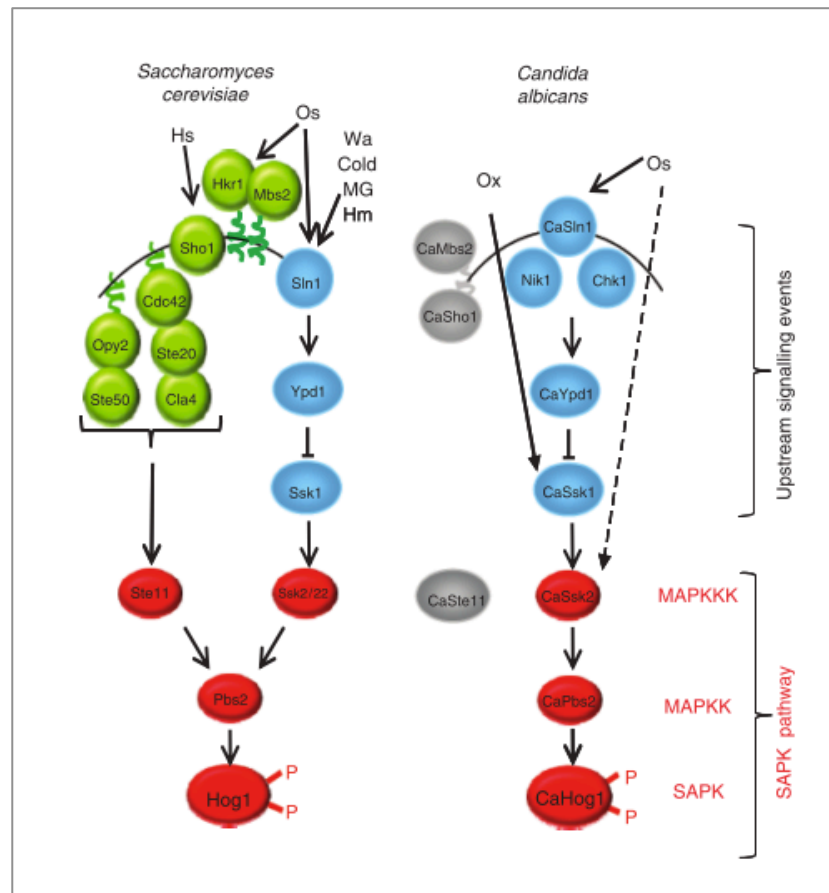 Saccharomyces
cerevisiae
Candida
albicans
Os
Hs
Wa
Cold
MG
Hm
Hkr1
Mbs2
Sho1
Sln1
Cdc42
Opy2
Ste20
Ste50
Cla4
Ypd1
Ssk1
Ste11
Ssk2/22
Pbs2
Hog1
P
P
Ox
Os
CaSln1
CaMbs2
Nik1
Chk1
CaSho1
CaYpd1
CaSsk1
CaSte11
CaSsk2
CaPbs2
CaHog1
P
P
MAPKKK
MAPKK
SAPK
Upstream signalling events
SAPK pathway